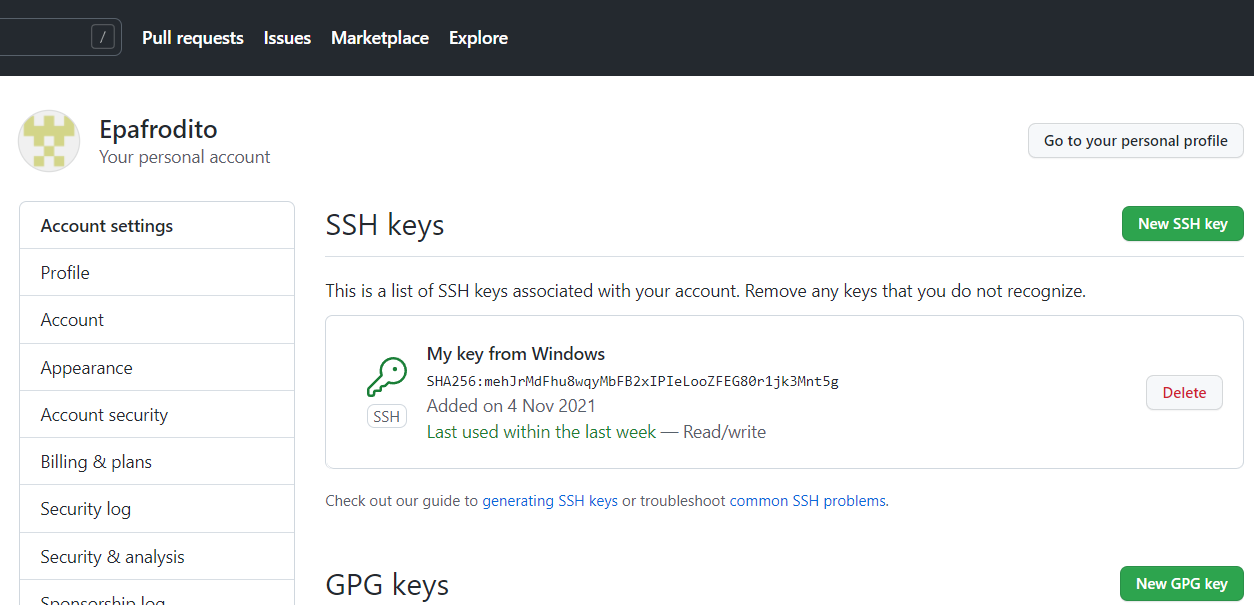 / Pull requests Issues Marketplace Explore
Epafrodito
Your personal account
Go to your personal profile
Account settings
Profile
Account
Appearance
Account security
Billing & plans
Security log
Security & analysis
Sponsorship log
SSH keys
New SSH key
This is a list of SSH keys associated with your account. Remove any keys that you do not recognize.
My key from Windows
SHA256:mehJrMdFhu8wqyMbFB2xIPIeLooZFEG80r1jk3Mnt5g
Added on 4 Nov 2021
Last used within the last week — Read/write
SSH
Delete
Check out our guide to generating SSH keys or troubleshoot common SSH problems.
GPG keys
New GPG key